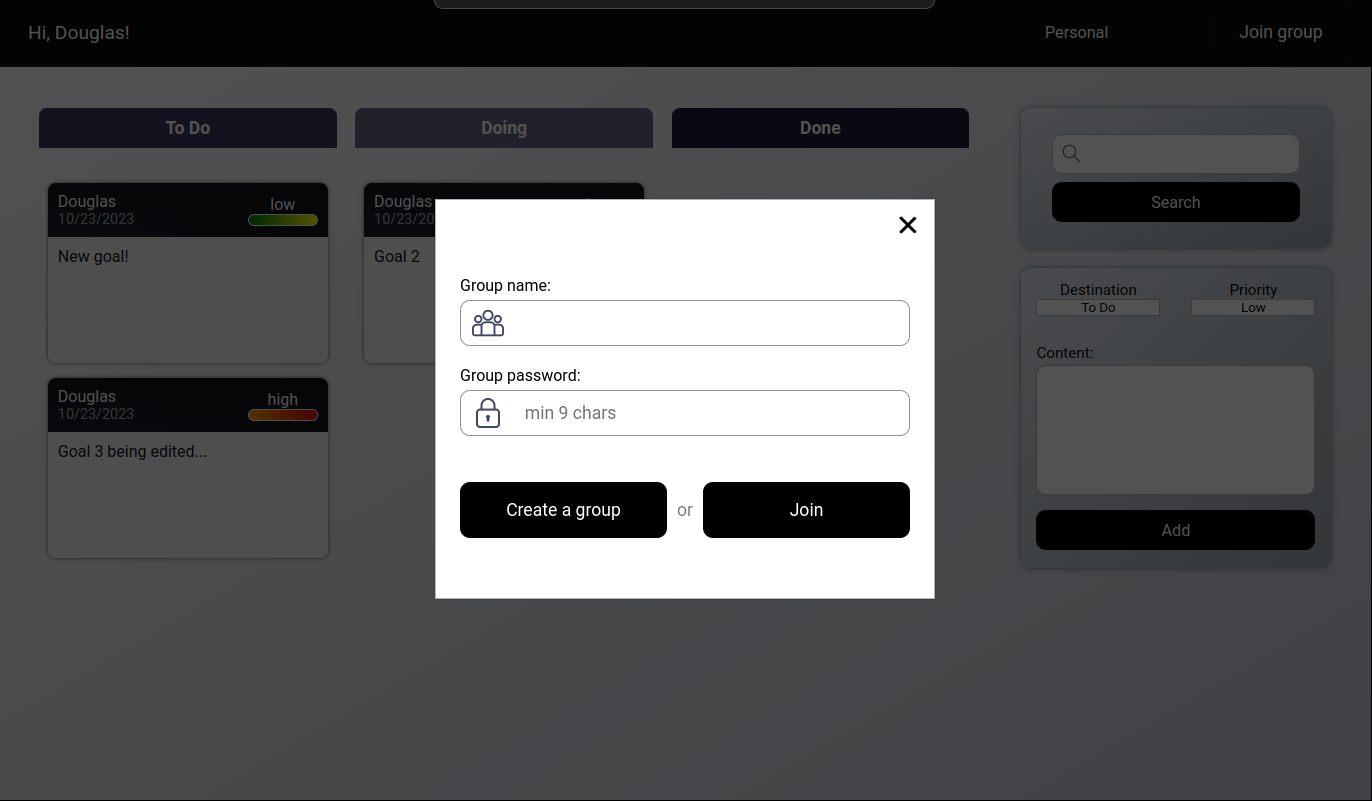 Hi, Douglas!
Personal
Join group
To Do
Doing
Done
Search
Douglas
10/23/2023
low
New goal!
Douglas
10/23/20
Goal 2
Douglas
10/23/2023
high
Goal 3 being edited...
Group name:
Group password:
min 9 chars
Create a group
or
Join
Destination
Priority
To Do
Low
Content:
Add